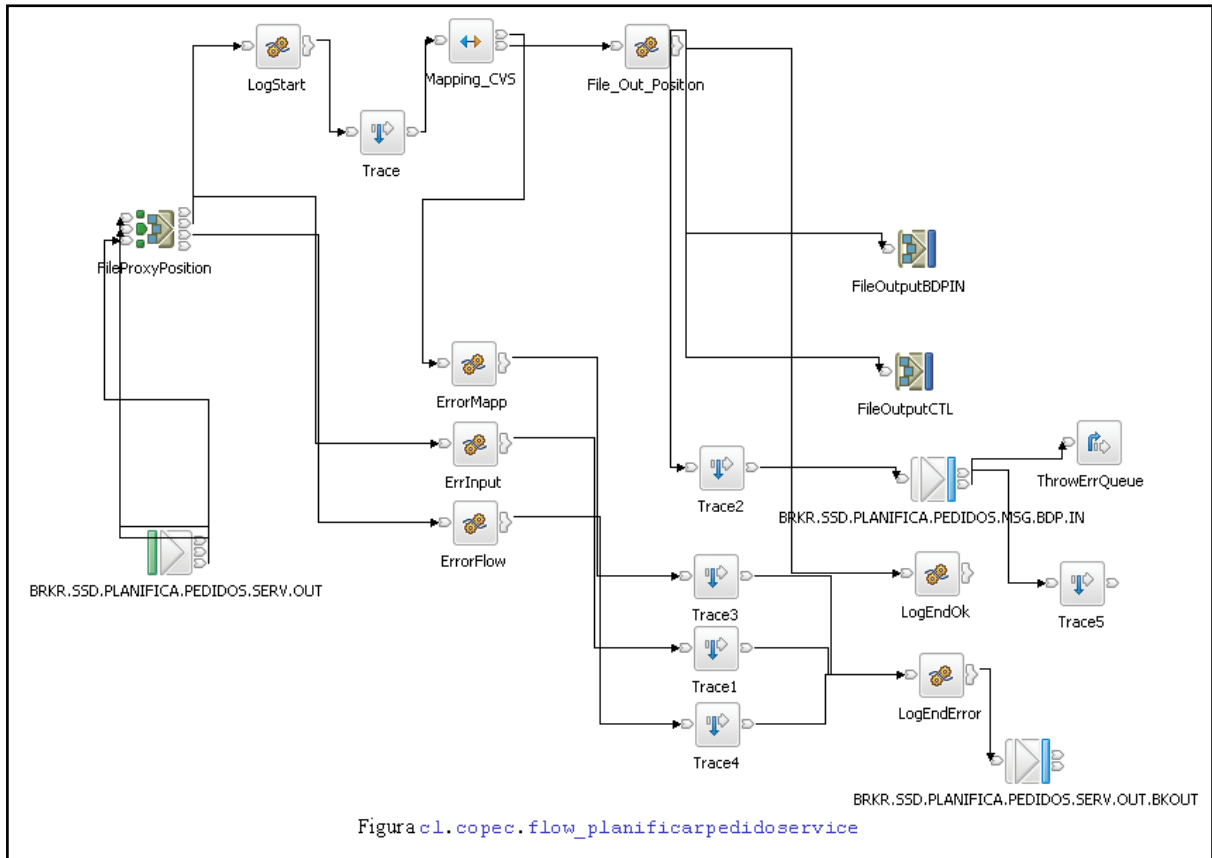 LogStart
Mapping_CVS
File_Out_Position
Trace
FileProxyPosition
FileOutputBDPIN
ErrorMapp
FileOutputCTL
ErrInput
Trace2
ThrowErrQueue
BRKR.SSD.PLANIFICA.PEDIDOS.MSG.BDP.IN
ErrorFlow
BRKR.SSD.PLANIFICA.PEDIDOS.SERV.OUT
Trace3
LogEndOk
Trace5
Trace1
LogEndError
Trace4
BRKR.SSD.PLANIFICA.PEDIDOS.SERV.OUT.BKOUT
Figura cl.copec.flow_planificarpedidoservice